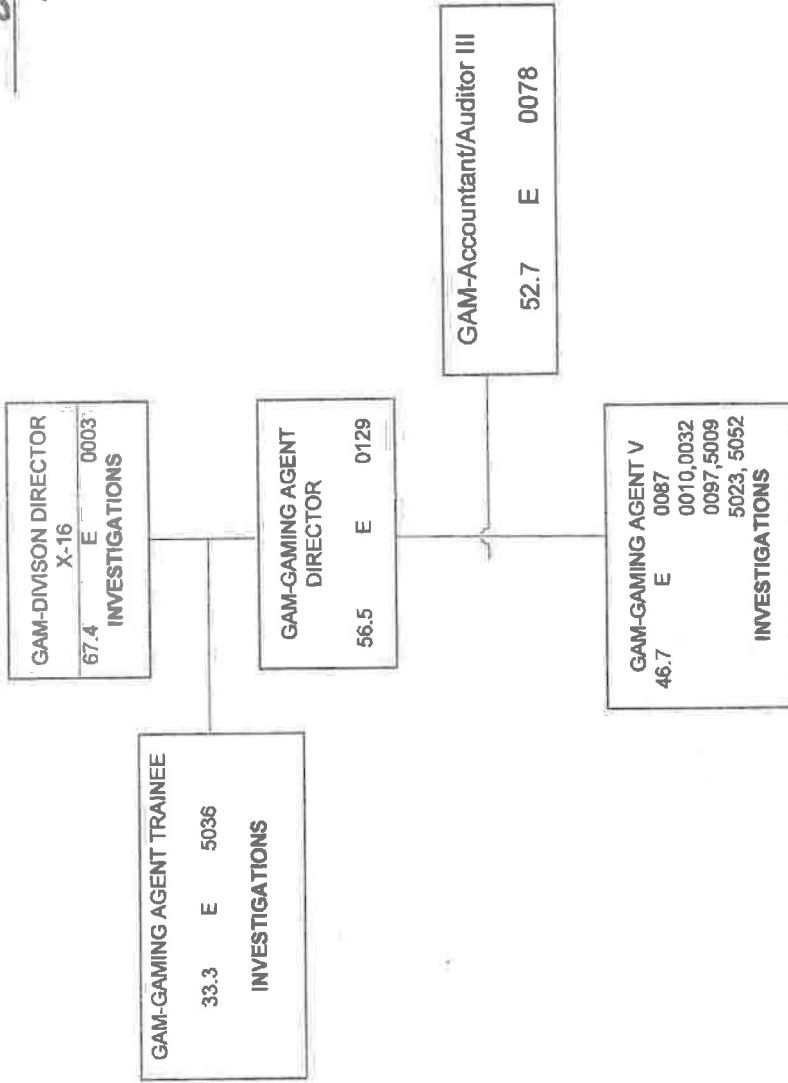 GAM-DIVISON DIRECTOR
X-16
67.4 E 0003
INVESTIGATIONS
GAM-GAMING AGENT TRAINEE
33.3 E 5036
INVESTIGATIONS
GAM-GAMING AGENT
DIRECTOR
56.5 E 0129
GAM-Accountant/Auditor III
52.7 E 0078
GAM-GAMING AGENT V
46.7 E 0087
0010,0032
0097,5009
5023, 5052
INVESTIGATIONS